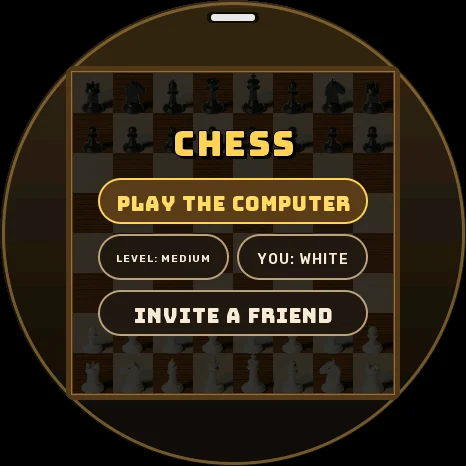 CHESS
PLAY THE COMPUTER
LEVEL: MEDIUM
YOU: WHITE
INVITE A FRIEND